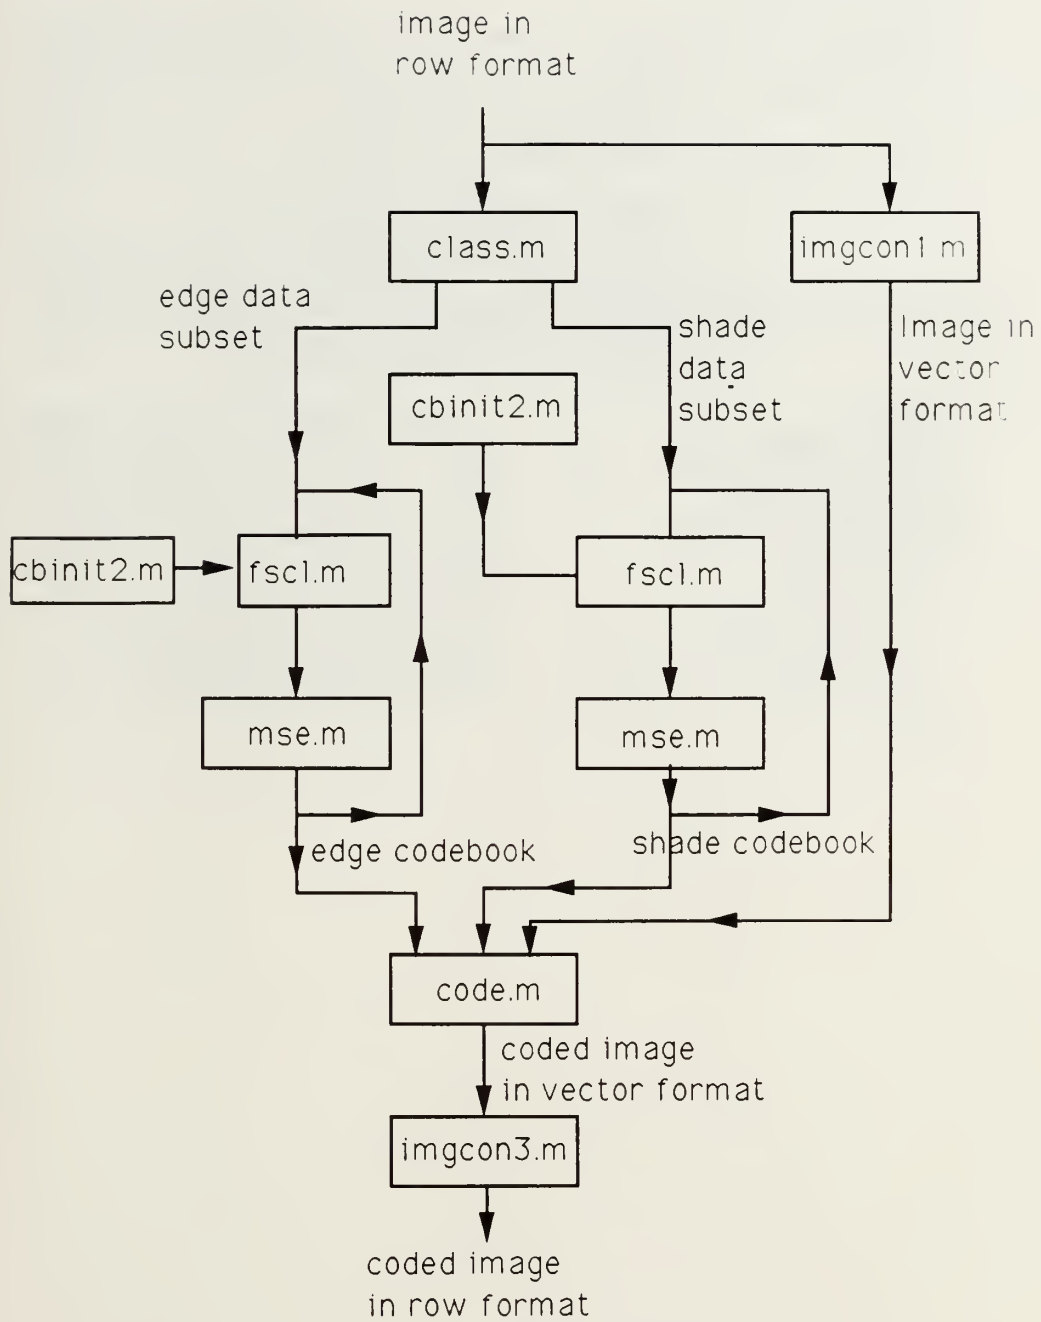 image in
row format
class.m
imgcon1 m
edge data
subset
shade
data
subset
Image in
vector
format
cbinit2.m
cbinit2.m
fscl.m
fscl.m
mse.m
mse.m
edge codebook
shade codebook
code.m
coded image
in vector format
imgcon3.m
coded image
in row format